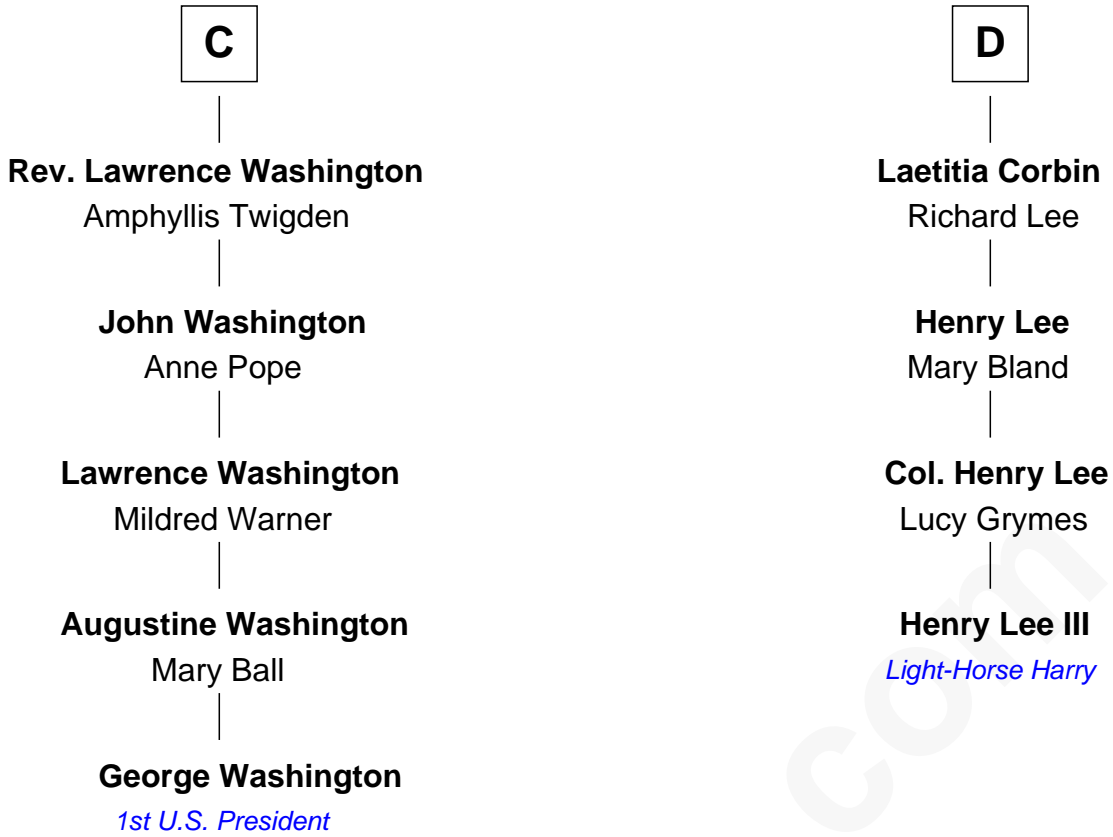 C
Rev. Lawrence Washington
Amphyllis Twigden
John Washington
Anne Pope
Lawrence Washington
Mildred Warner
Augustine Washington
Mary Ball
George Washington
1st U.S. President
D
Laetitia Corbin
Richard Lee
Henry Lee
Mary Bland
Col. Henry Lee
Lucy Grymes
Henry Lee III
Light-Horse Harry
com